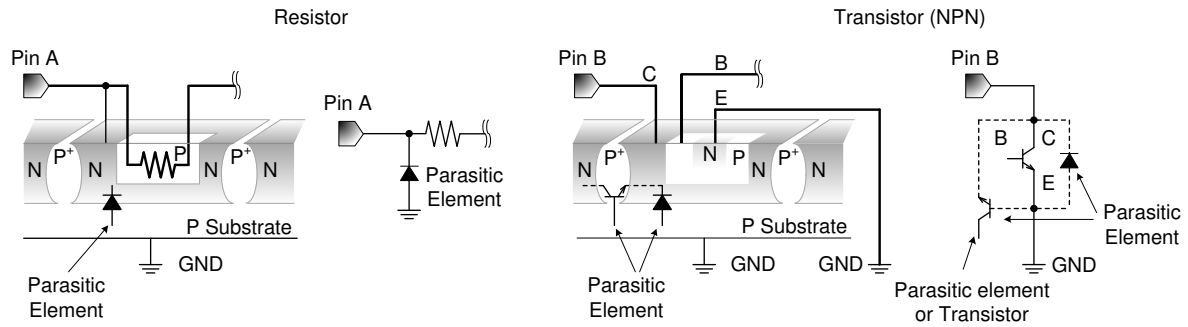 Resistor
Transistor (NPN)
Pin A
N
P+
N
P
N
P+
N
Parasitic
Element
P Substrate
GND
Pin A
Parasitic
Element
Pin B
C
B
E
N
P+
N
N
P
N
P+
N
Parasitic
Element
P Substrate
GND
GND
Pin B
B
C
E
Parasitic
Element
GND
Parasitic element
or Transistor